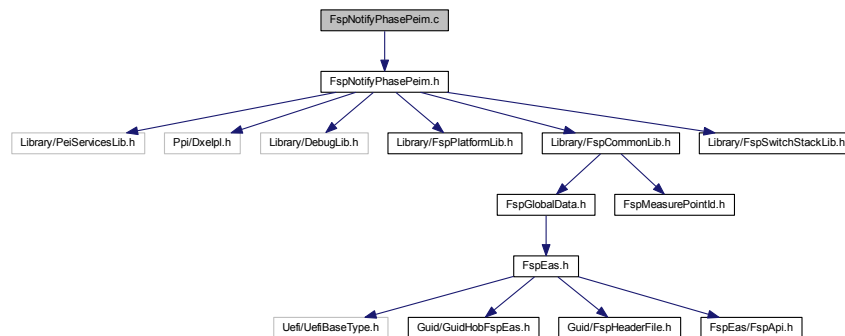 FspNotifyPhasePeim.c
FspNotifyPhasePeim.h
Library/PeiServicesLib.h
Ppi/DxeIpl.h
Library/DebugLib.h
Library/FspPlatformLib.h
Library/FspCommonLib.h
Library/FspSwitchStackLib.h
FspGlobalData.h
FspMeasurePointId.h
FspEas.h
Uefi/UefiBaseType.h
Guid/GuidHobFspEas.h
Guid/FspHeaderFile.h
FspEas/FspApi.h